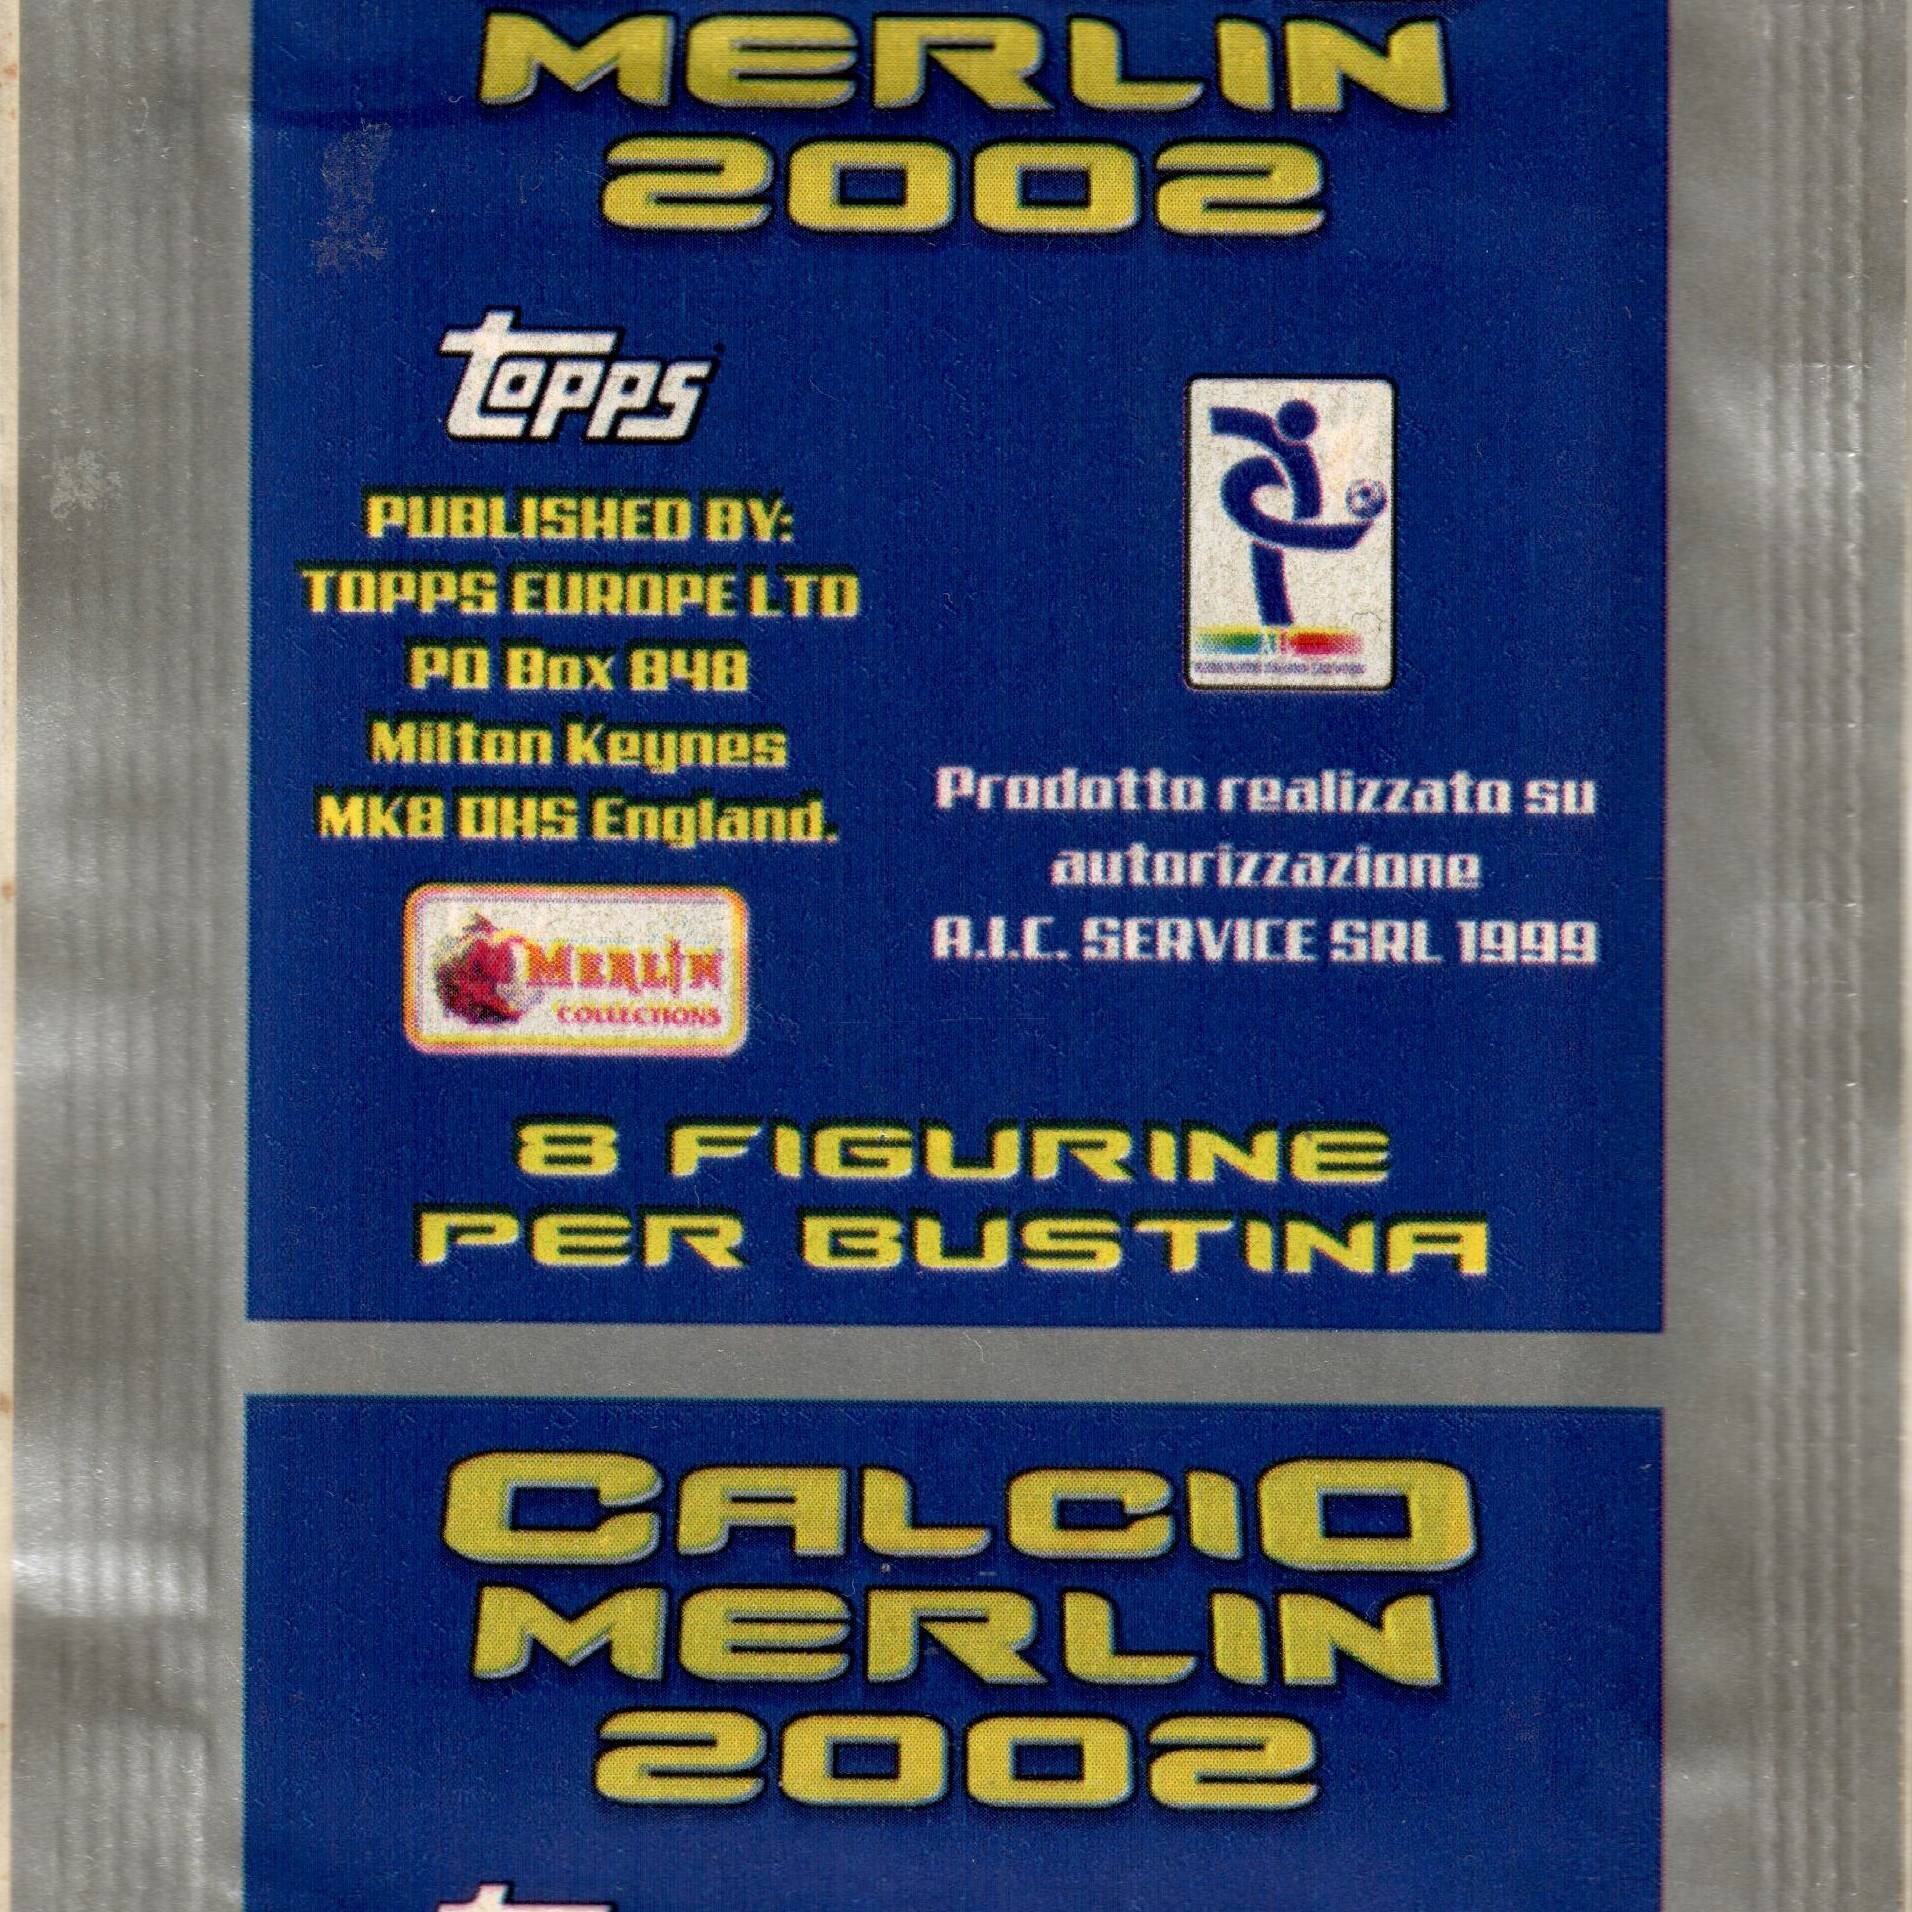 MERLIN
2002
topps
PUBLISHED BY:
TOPPS EUROPE LTD
PO Box 848
Milton Keynes
MK8 0HS England.
MERLIN
COLLECTIONS
Prodotto realizzato su
autorizzazione
A.I.C. SERVICE SRL 1999
8 FIGURINE
PER BUSTINA
CALCIO
MERLIN
2002